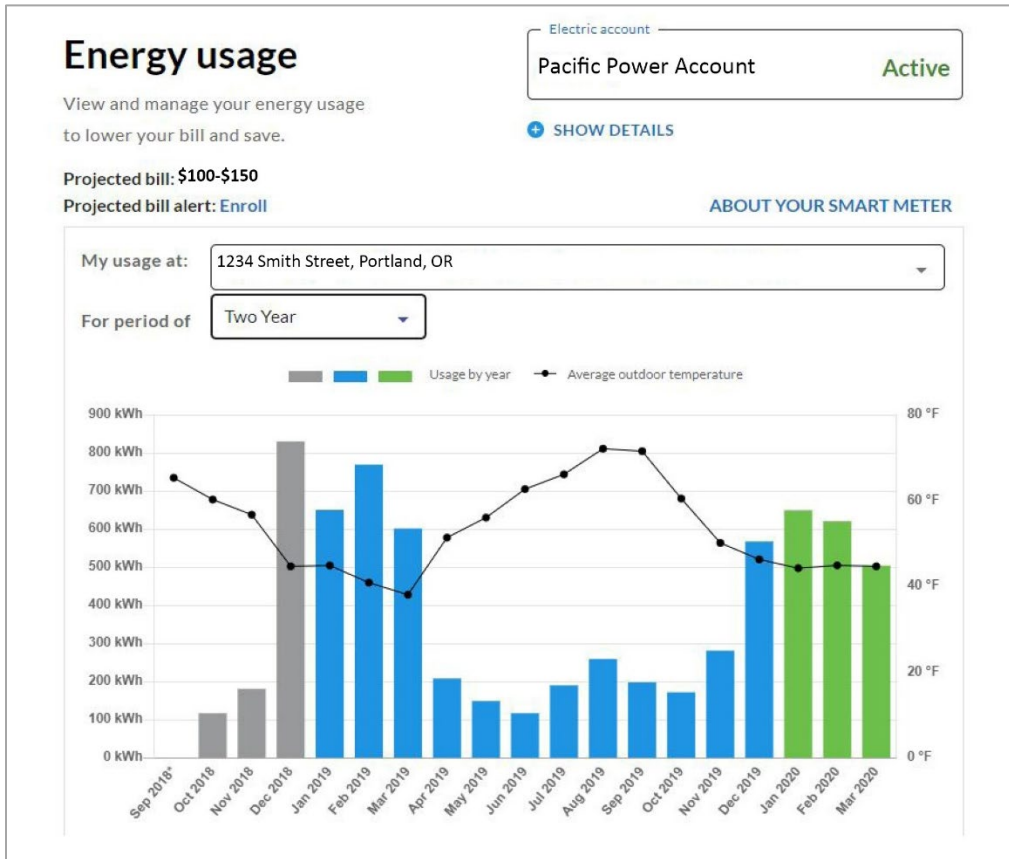 Energy usage
View and manage your energy usage
to lower your bill and save.
Electric account
Pacific Power Account Active
SHOW DETAILS
Projected bill: $100-$150
Projected bill alert: Enroll
ABOUT YOUR SMART METER
My usage at: 1234 Smith Street, Portland, OR
For period of Two Year
Usage by year Average outdoor temperature
900 kWh 80 °F
800 kWh
700 kWh
600 kWh 60 °F
500 kWh
400 kWh 40 °F
300 kWh
200 kWh 20 °F
100 kWh
0 kWh 0 °F
Sep 2018* Oct 2018 Nov 2018 Dec 2018 Jan 2019 Feb 2019 Mar 2019 Apr 2019 May 2019 Jun 2019 Jul 2019 Aug 2019 Sep 2019 Oct 2019 Nov 2019 Dec 2019 Jan 2020 Feb 2020 Mar 2020